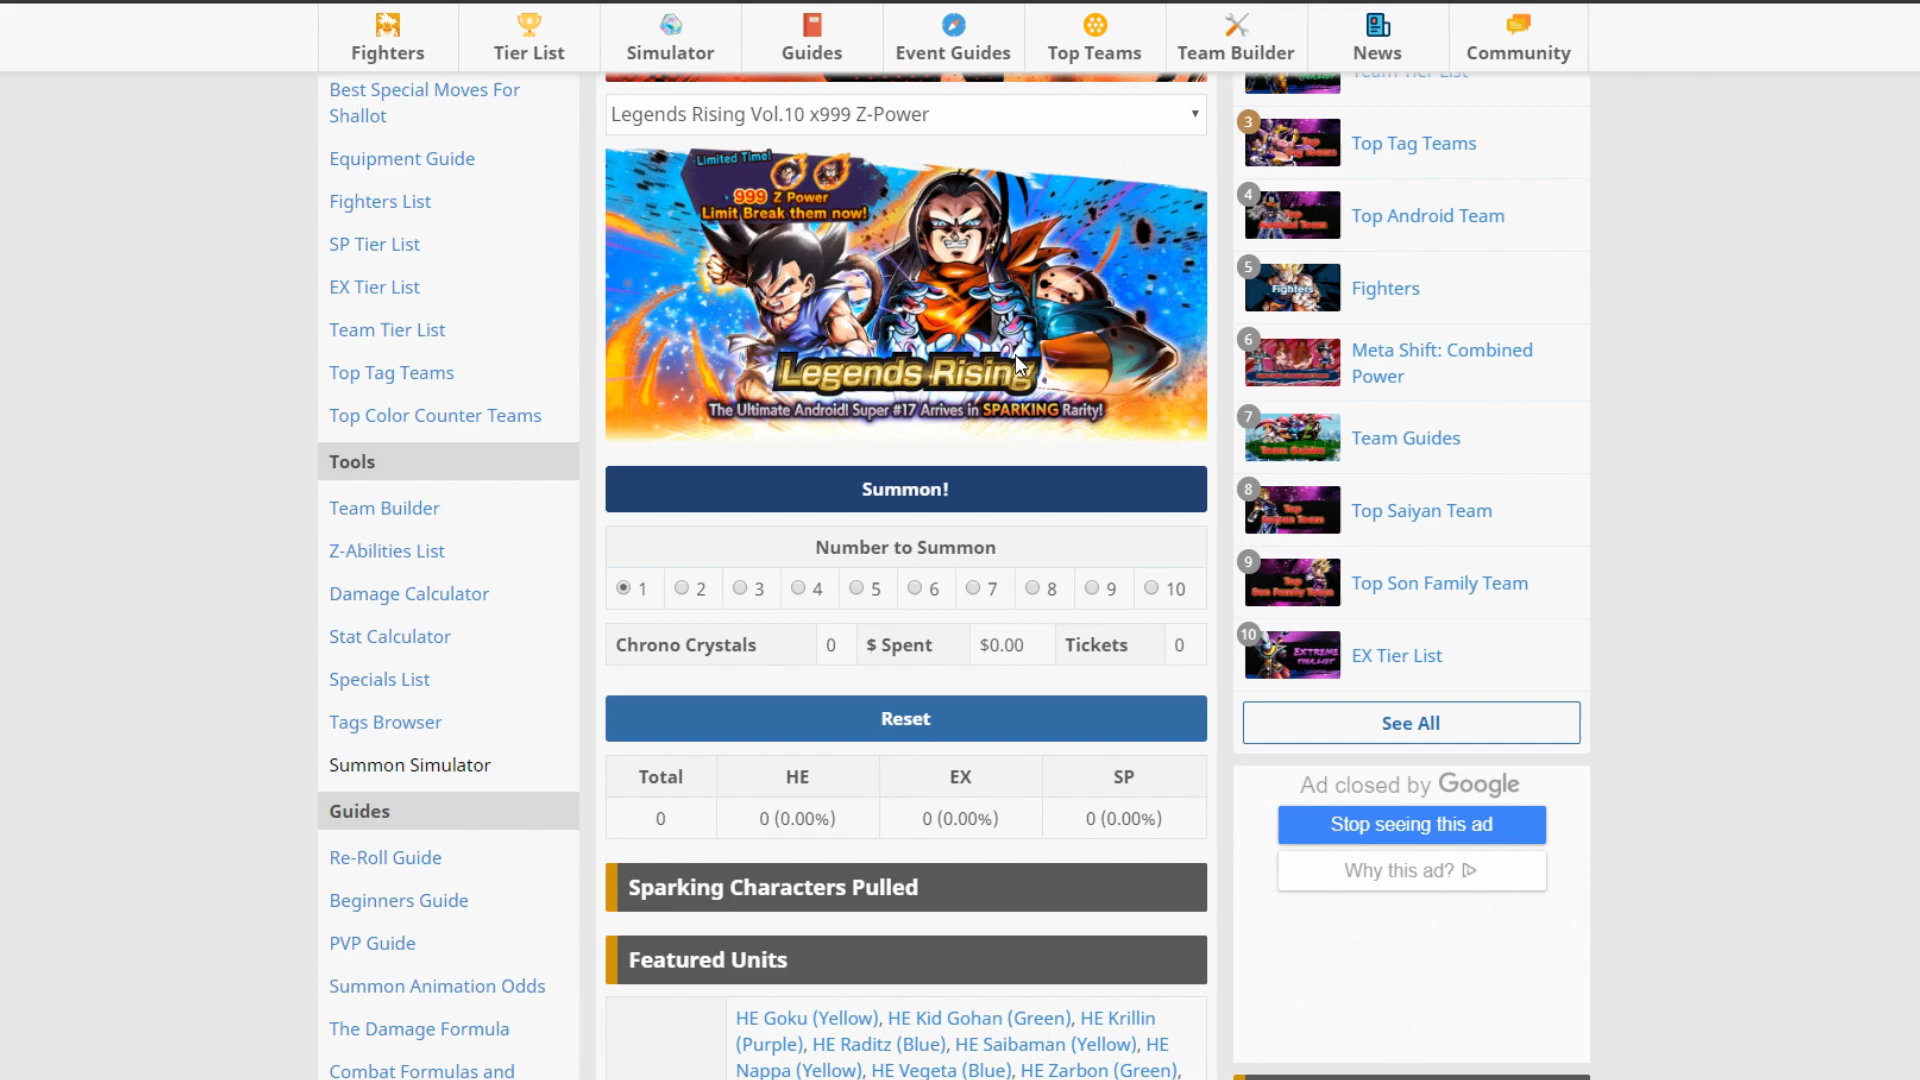 Fighters
Tier List
Simulator
Guides
Event Guides
Top Teams
Team Builder
News
Community
Best Special Moves For
Shallot
Equipment Guide
Fighters List
SP Tier List
EX Tier List
Team Tier List
Top Tag Teams
Top Color Counter Teams
Tools
Team Builder
Z-Abilities List
Damage Calculator
Stat Calculator
Specials List
Tags Browser
Summon Simulator
Guides
Re-Roll Guide
Beginners Guide
PVP Guide
Summon Animation Odds
The Damage Formula
Combat Formulas and
Legends Rising Vol.10 x999 Z-Power
Limited Time!
999 Z Power
Limit Break them now!
Legends Rising
The Ultimate Android! Super #17 Arrives in SPARKING Rarity!
Summon!
Number to Summon
1 2 3 4 5 6 7 8 9 10
Chrono Crystals 0 $ Spent $0.00 Tickets 0
Reset
Total HE EX SP
0 0 (0.00%) 0 (0.00%) 0 (0.00%)
Sparking Characters Pulled
Featured Units
HE Goku (Yellow), HE Kid Gohan (Green), HE Krillin
(Purple), HE Raditz (Blue), HE Saibaman (Yellow), HE
Nappa (Yellow), HE Vegeta (Blue), HE Zarbon (Green),
Team Tier List
3 Top Tag Teams
4 Top Android Team
5 Fighters
Fighters
6 Meta Shift: Combined
Power
7 Team Guides
8 Top Saiyan Team
9 Top Son Family Team
10 EX Tier List
EXTREME
TIER LIST
See All
Ad closed by Google
Stop seeing this ad
Why this ad?